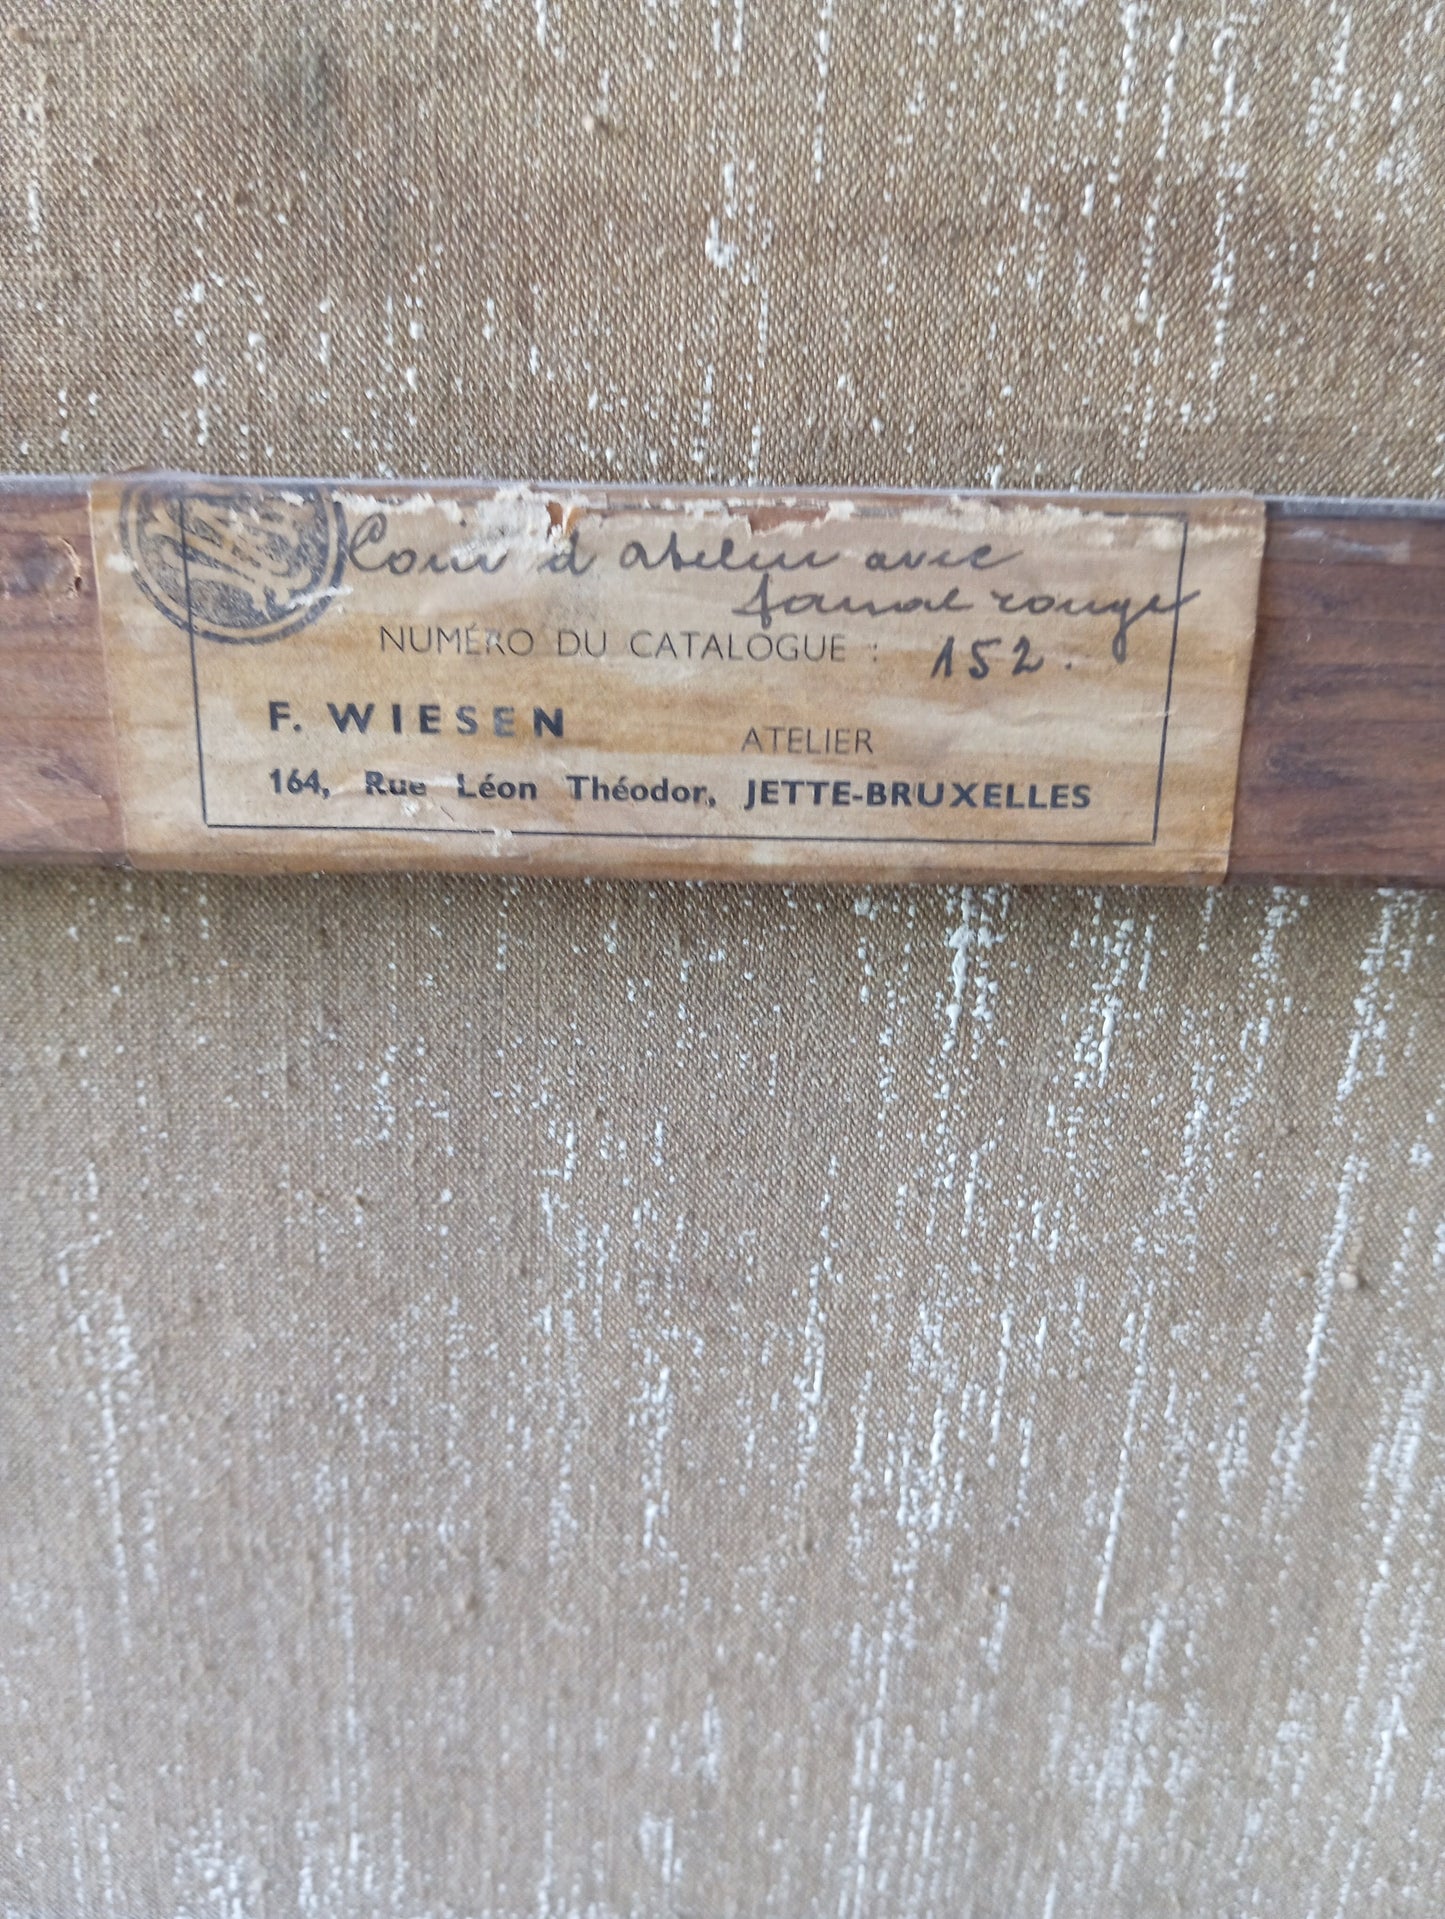 Coin d'atelier avec
fanal rouge
NUMÉRO DU CATALOGUE : 152.
F. WIESEN ATELIER
164, Rue Léon Théodor, JETTE-BRUXELLES